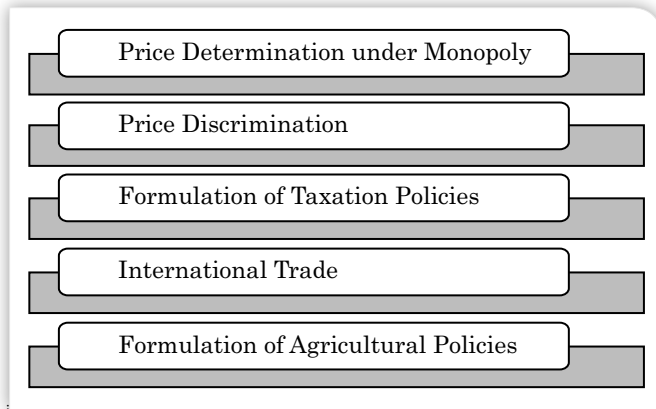 Price Determination under Monopoly
Price Discrimination
Formulation of Taxation Policies
International Trade
Formulation of Agricultural Policies